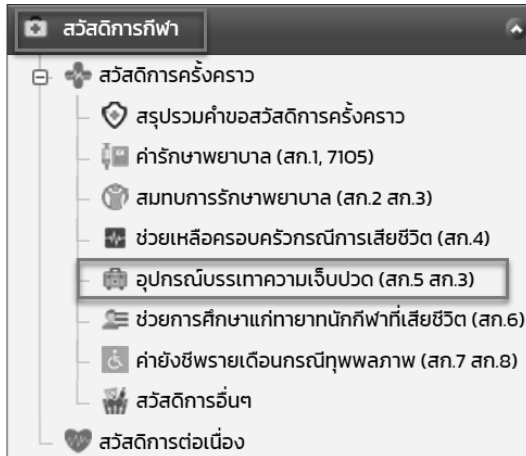 สวัสดิการกีฬา
สวัสดิการครั้งคราว
สรุปรวมคำขอสวัสดิการครั้งคราว
ค่ารักษาพยาบาล (สก.1, 7105)
สมทบการรักษาพยาบาล (สก.2 สก.3)
ช่วยเหลือครอบครัวกรณีการเสียชีวิต (สก.4)
อุปกรณ์บรรเทาความเจ็บปวด (สก.5 สก.3)
ช่วยการศึกษาแก่ทายาทนักกีฬาที่เสียชีวิต (สก.6)
ค่ายังชีพรายเดือนกรณีทุพพลภาพ (สก.7 สก.8)
สวัสดิการอื่นๆ
สวัสดิการต่อเนื่อง